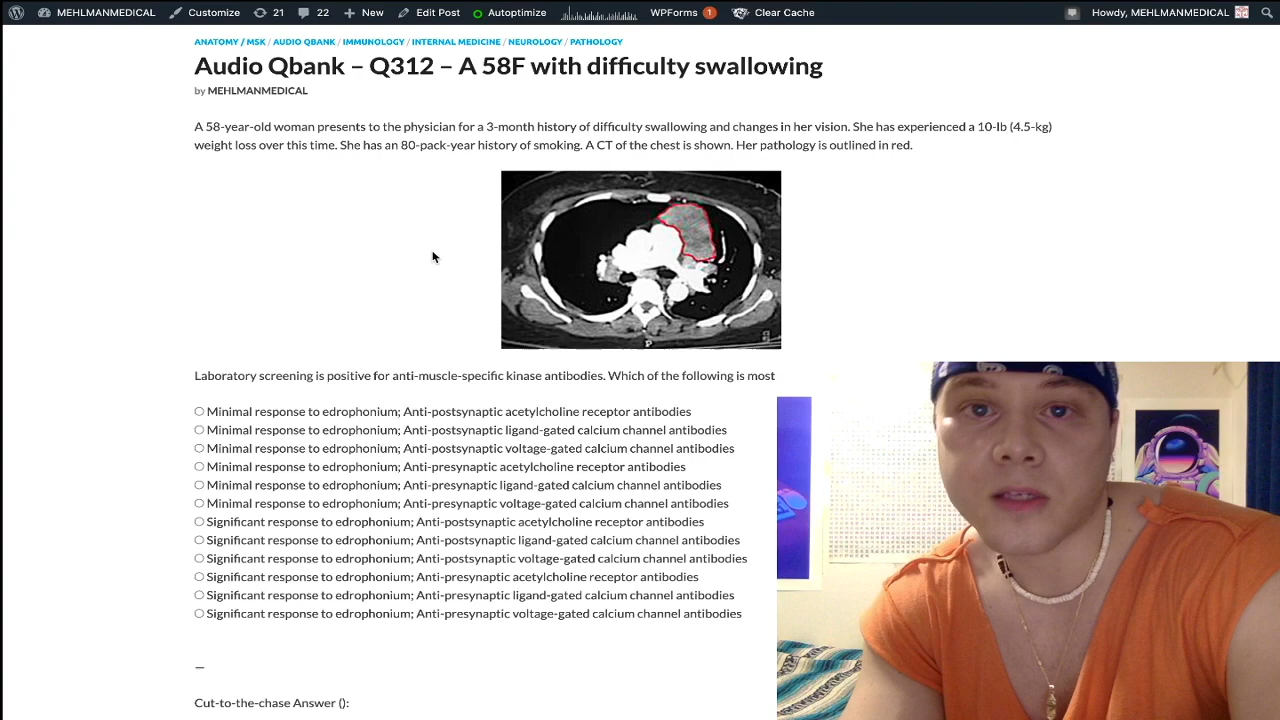 MEHLMANMEDICAL Customize 21 22 New Edit Post Autoptimize WPForms 1 Clear Cache Howdy, MEHLMANMEDICAL
ANATOMY / MSK / AUDIO QBANK / IMMUNOLOGY / INTERNAL MEDICINE / NEUROLOGY / PATHOLOGY
Audio Qbank – Q312 – A 58F with difficulty swallowing
by MEHLMANMEDICAL
A 58-year-old woman presents to the physician for a 3-month history of difficulty swallowing and changes in her vision. She has experienced a 10-lb (4.5-kg)
weight loss over this time. She has an 80-pack-year history of smoking. A CT of the chest is shown. Her pathology is outlined in red.
P
Laboratory screening is positive for anti-muscle-specific kinase antibodies. Which of the following is most
Minimal response to edrophonium; Anti-postsynaptic acetylcholine receptor antibodies
Minimal response to edrophonium; Anti-postsynaptic ligand-gated calcium channel antibodies
Minimal response to edrophonium; Anti-postsynaptic voltage-gated calcium channel antibodies
Minimal response to edrophonium; Anti-presynaptic acetylcholine receptor antibodies
Minimal response to edrophonium; Anti-presynaptic ligand-gated calcium channel antibodies
Minimal response to edrophonium; Anti-presynaptic voltage-gated calcium channel antibodies
Significant response to edrophonium; Anti-postsynaptic acetylcholine receptor antibodies
Significant response to edrophonium; Anti-postsynaptic ligand-gated calcium channel antibodies
Significant response to edrophonium; Anti-postsynaptic voltage-gated calcium channel antibodies
Significant response to edrophonium; Anti-presynaptic acetylcholine receptor antibodies
Significant response to edrophonium; Anti-presynaptic ligand-gated calcium channel antibodies
Significant response to edrophonium; Anti-presynaptic voltage-gated calcium channel antibodies
—
Cut-to-the-chase Answer ():